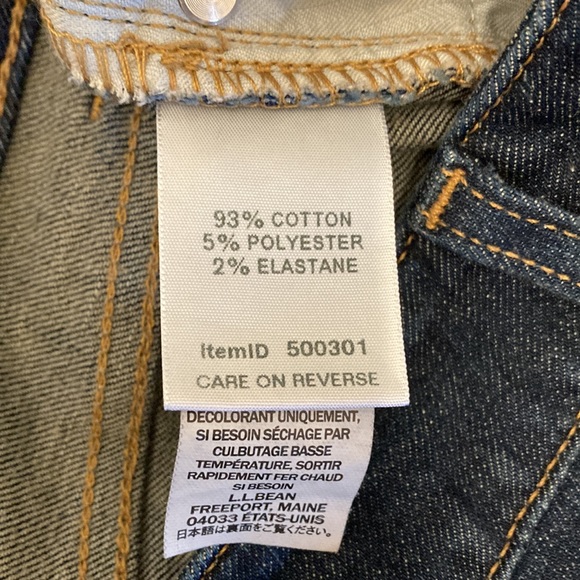 93% COTTON
5% POLYESTER
2% ELASTANE
ItemID 500301
CARE ON REVERSE
DÉCOLORANT UNIQUEMENT,
SI BESOIN SÉCHAGE PAR
CULBUTAGE BASSE
TEMPÉRATURE, SORTIR
RAPIDEMENT FER CHAUD
SI BESOIN
L.L.BEAN
FREEPORT, MAINE
04033 ÉTATS-UNIS
日本語は裏面をご覧ください。